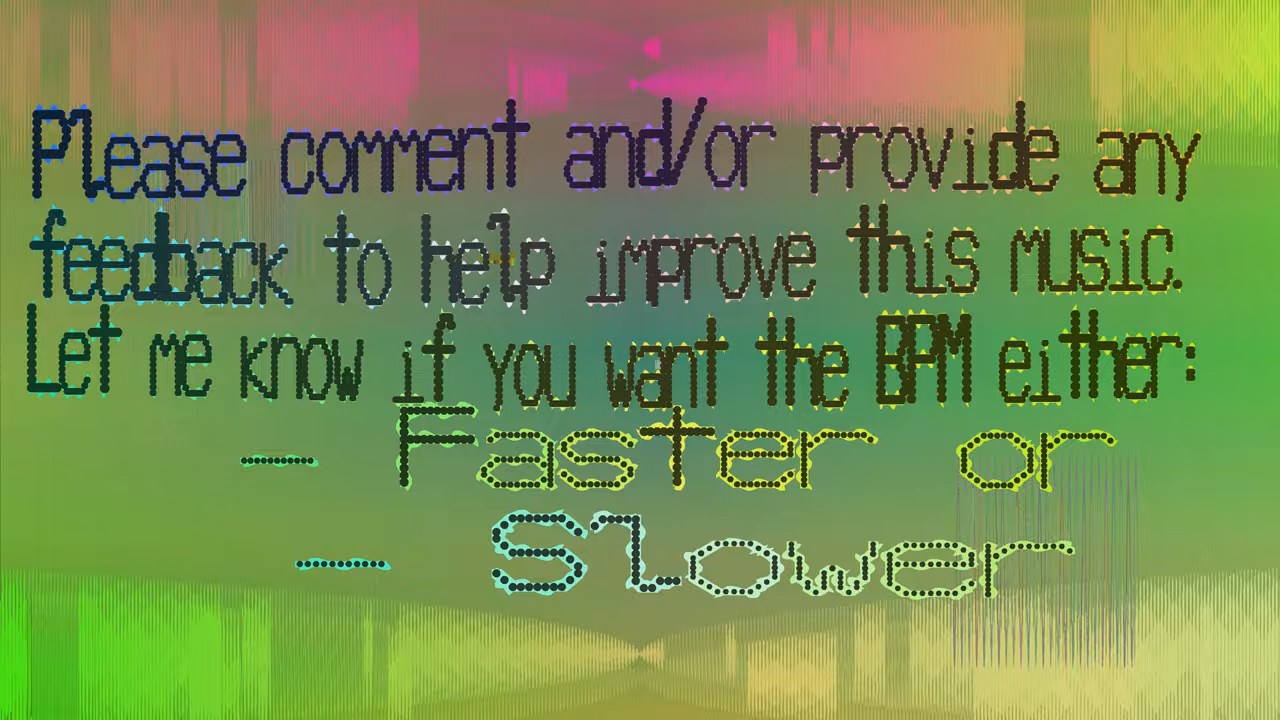 Please comment and/or provide any
feedback to help improve this music.
Let me know if you want the BPM either:
- Faster or
- Slower